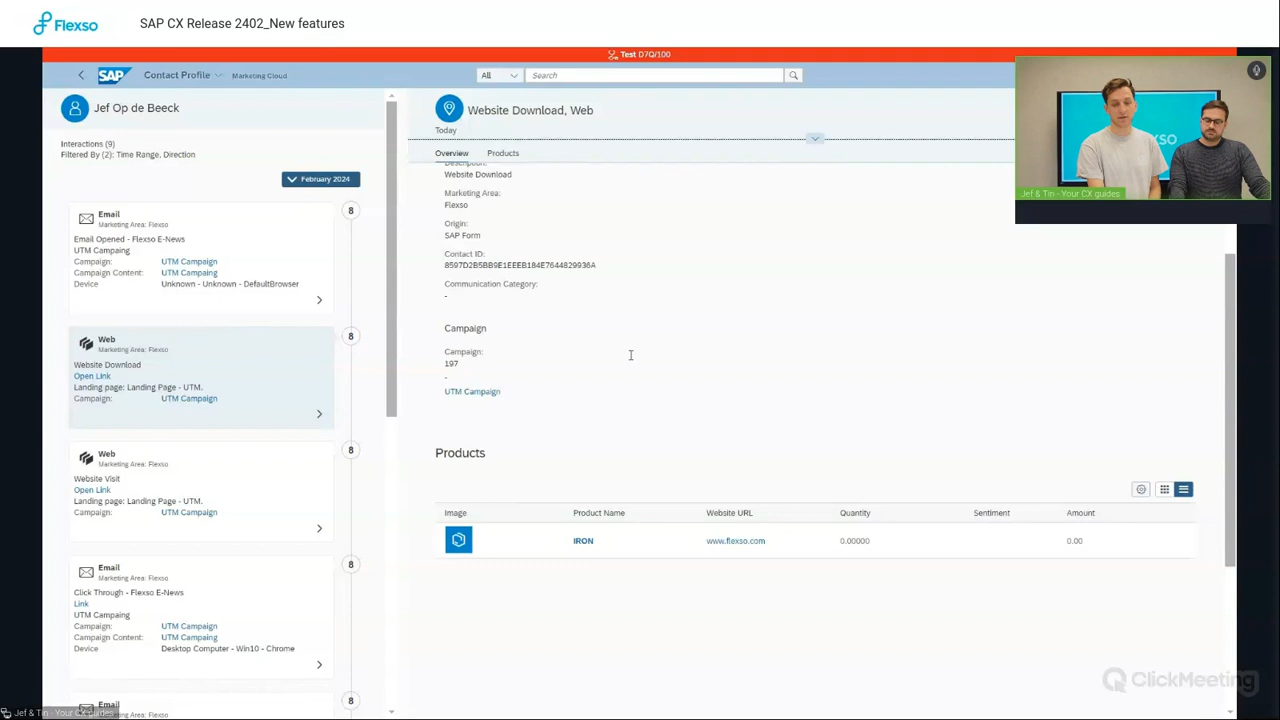 Flexso
SAP CX Release 2402_New features
Test D7Q/100
SAP
Contact Profile
Marketing Cloud
All
Search
Jef Op de Beeck
Interactions (9)
Filtered By (2): Time Range, Direction
February 2024
Email
Marketing Area: Flexso
8
Email Opened - Flexso E-News
UTM Campaing
Campaign: UTM Campaign
Campaign Content: UTM Campaing
Device Unknown - Unknown - DefaultBrowser
Web
Marketing Area: Flexso
8
Website Download
Open Link
Landing page: Landing Page - UTM.
Campaign: UTM Campaign
Web
Marketing Area: Flexso
8
Website Visit
Open Link
Landing page: Landing Page - UTM.
Campaign: UTM Campaign
Email
Marketing Area: Flexso
8
Click Through - Flexso E-News
Link
UTM Campaing
Campaign: UTM Campaign
Campaign Content: UTM Campaing
Device Desktop Computer - Win10 - Chrome
Email
8
Website Download, Web
Today
Overview Products
Description:
Website Download
Marketing Area:
Flexso
Origin:
SAP Form
Contact ID:
8597D2B5BB9E1EEEB184E7644829936A
Communication Category:
-
Campaign
Campaign:
197
-
UTM Campaign
Products
Image Product Name Website URL Quantity Sentiment Amount
IRON www.flexso.com 0.00000 0.00
Jef & Tin - Your CX guides
ClickMeeting
Jef & Tin - Your CX guides